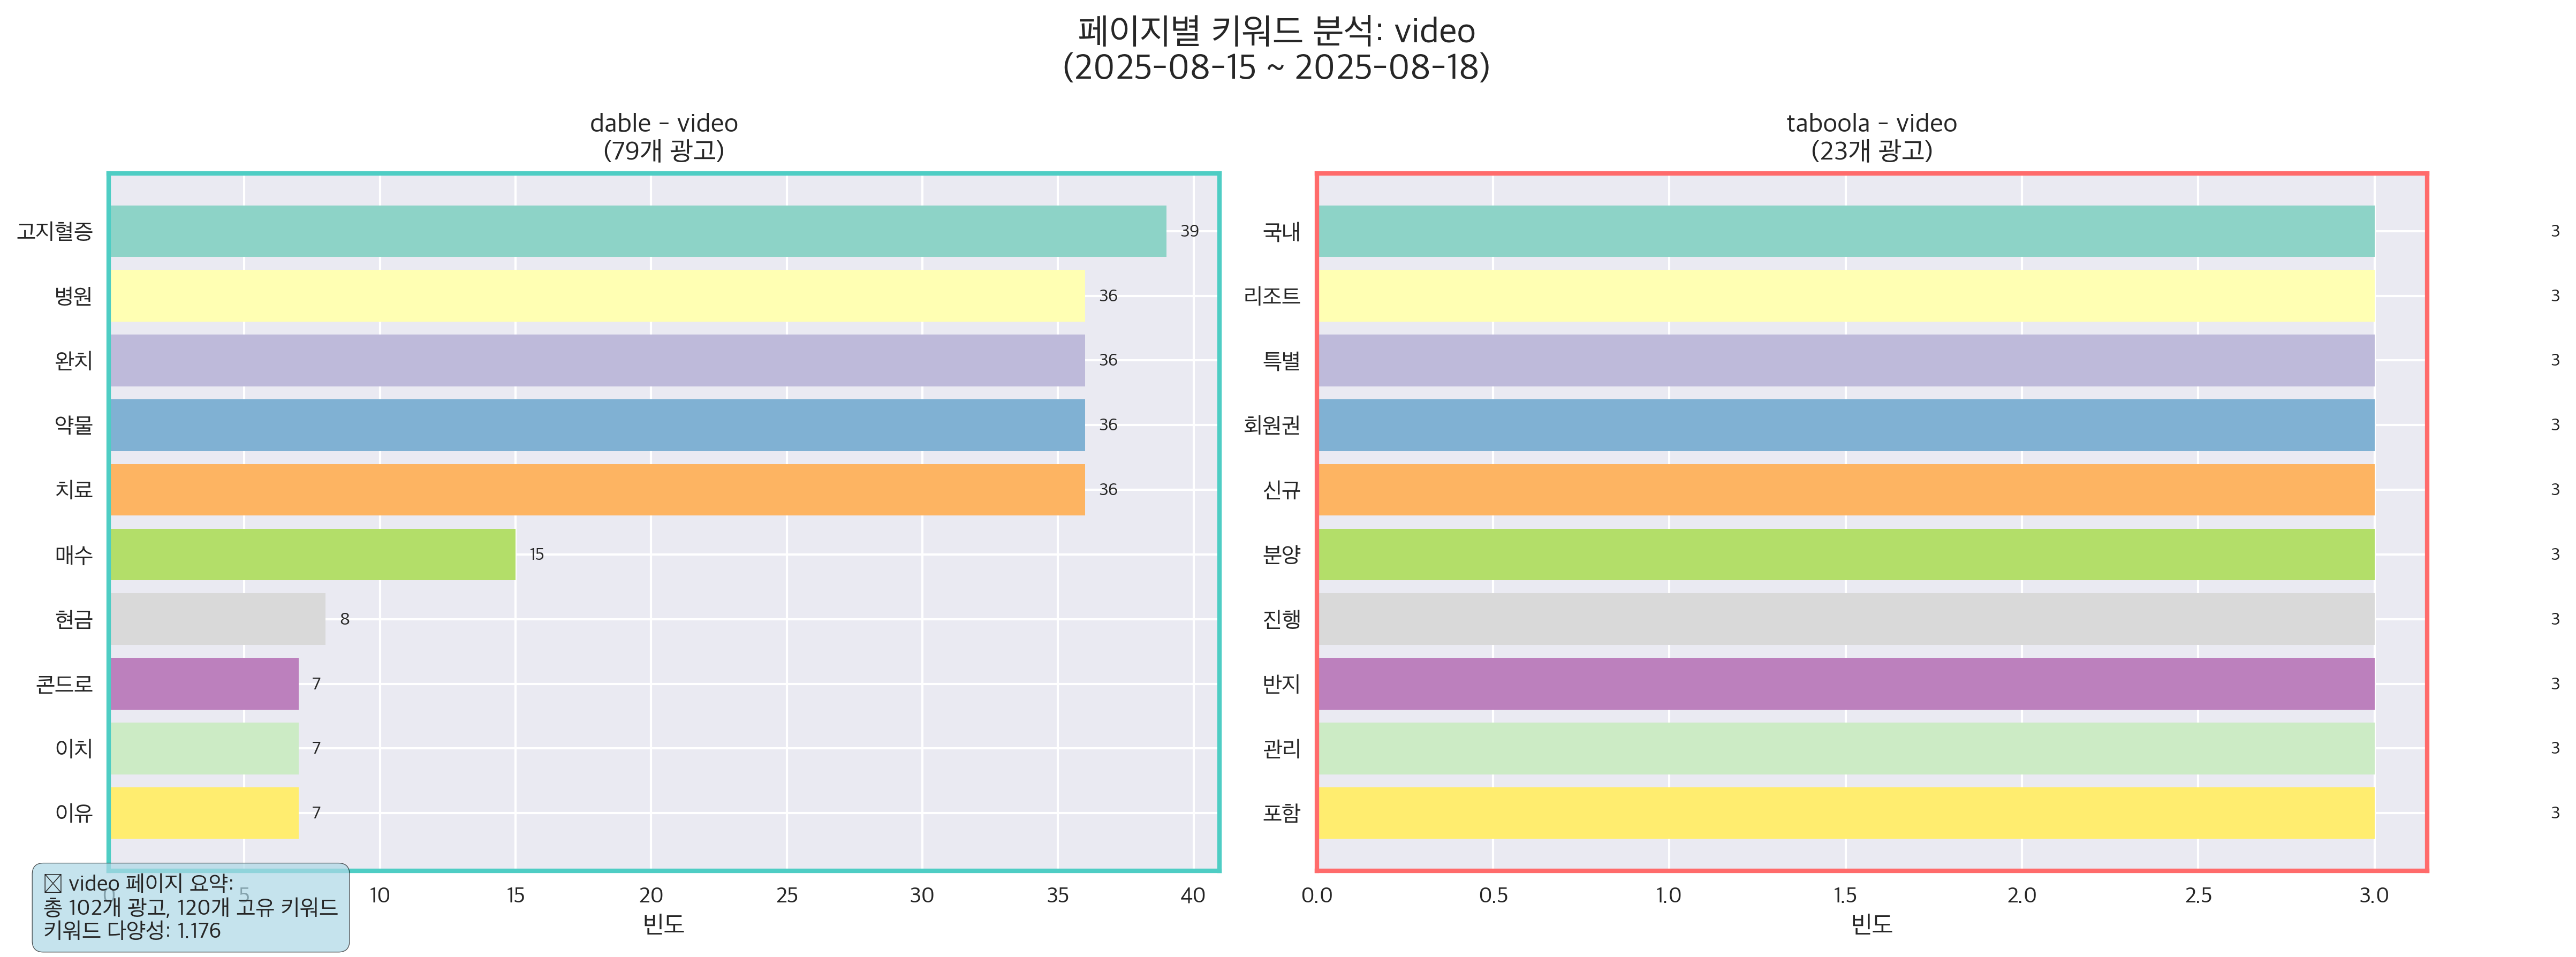 페이지별 키워드 분석: video
(2025-08-15 ~ 2025-08-18)
dable - video
(79개 광고)
고지혈증
39
병원
36
완치
36
약물
36
치료
36
매수
15
현금
8
콘드로
7
이치
7
이유
7
0
5
10
15
20
25
30
35
40
빈도
taboola - video
(23개 광고)
국내
3
리조트
3
특별
3
회원권
3
신규
3
분양
3
진행
3
반지
3
관리
3
포함
3
0.0
0.5
1.0
1.5
2.0
2.5
3.0
빈도
video 페이지 요약:
총 102개 광고, 120개 고유 키워드
키워드 다양성: 1.176